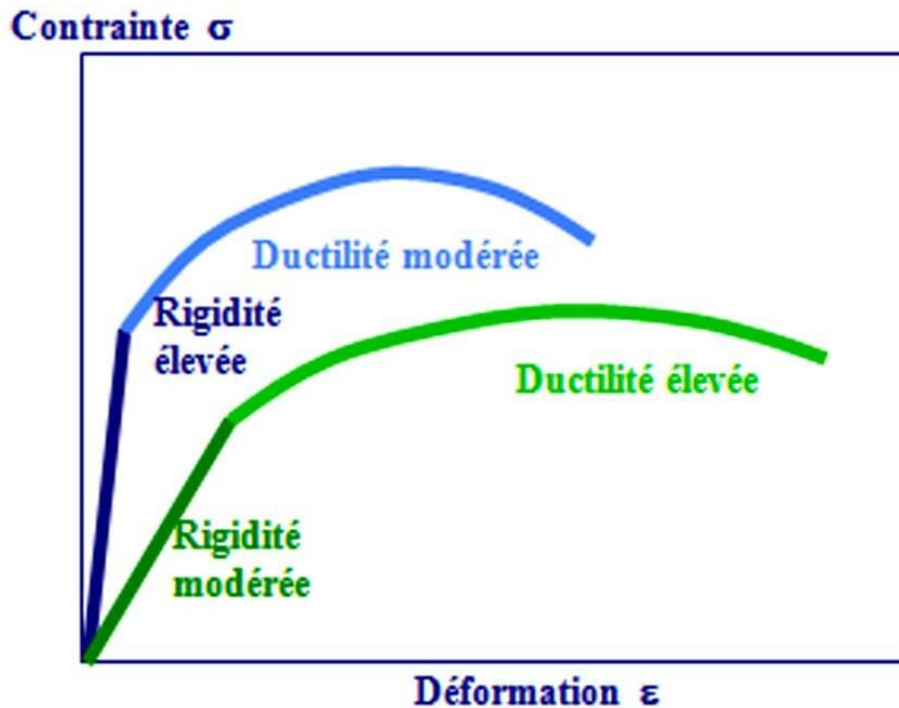 Contrainte σ
Ductilité modérée
Rigidité
élevée
Ductilité élevée
Rigidité
modérée
Déformation ε